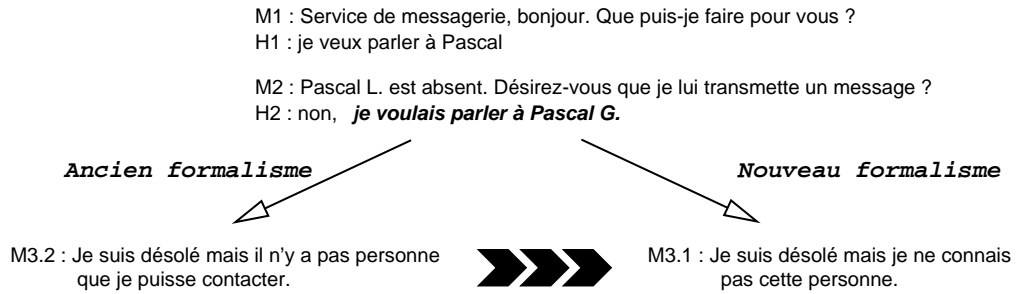 M1 : Service de messagerie, bonjour. Que puis-je faire pour vous ?
H1 : je veux parler à Pascal
M2 : Pascal L. est absent. Désirez-vous que je lui transmette un message ?
H2 : non, je voulais parler à Pascal G.
Ancien formalisme
Nouveau formalisme
M3.2 : Je suis désolé mais il n'y a pas personne
que je puisse contacter.
M3.1 : Je suis désolé mais je ne connais
pas cette personne.